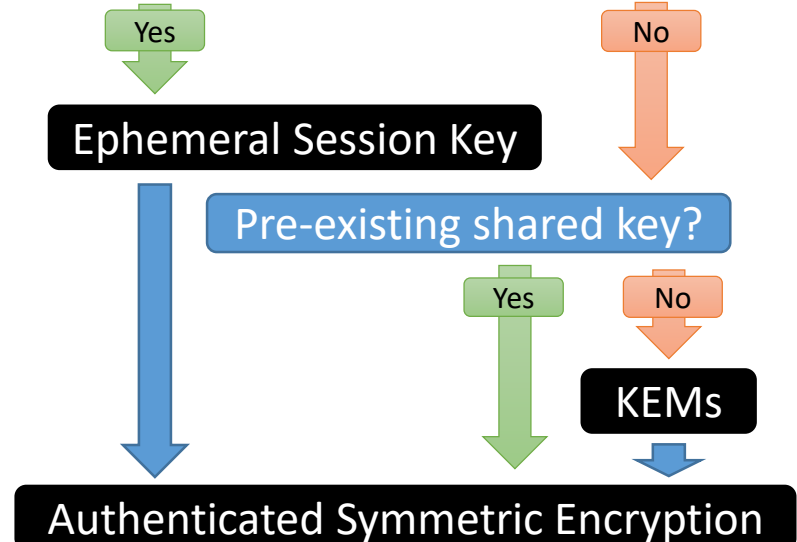 Yes
No
Ephemeral Session Key
Pre-existing shared key?
Yes
No
KEMs
Authenticated Symmetric Encryption